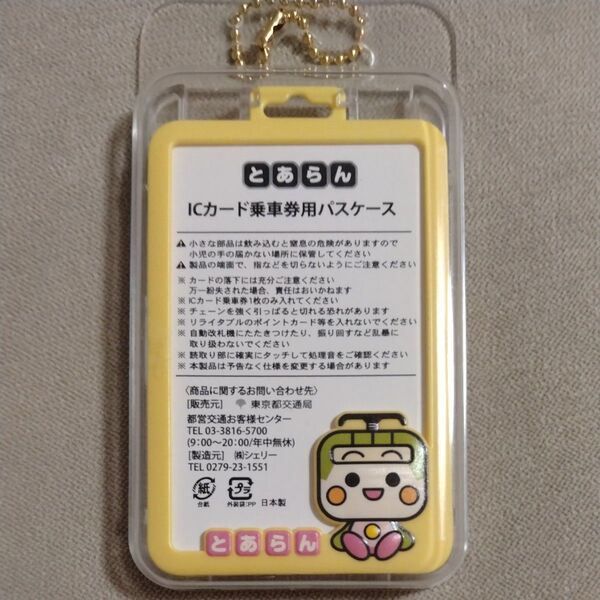 とあらん
ICカード乗車券用パスケース
⚠ 小さな部品は飲み込むと窒息の危険がありますので
小児の手の届かない場所に保管してください
⚠ 製品の端面で、指などを切らないようにご注意ください
※ カードの落下には充分ご注意ください
万一紛失された場合、責任はおいかねます
※ ICカード乗車券1枚のみ入れてください
※ チェーンを強く引っぱると切れる恐れがあります
※ リライタブルのポイントカード等を入れないでください
※ 自動改札機にたたきつけたり、振り回すなど乱暴に
取り扱わないでください
※ 読取り部に確実にタッチして処理音をご確認ください
※ 本製品は予告なく仕様を変更する場合があります
〈商品に関するお問い合わせ先〉
[販売元] 東京都交通局
都営交通お客様センター
TEL 03-3816-5700
(9:00〜20:00/年中無休)
[製造元] ㈱シェリー
TEL 0279-23-1551
紙 プラ
台紙 外装袋:PP 日本製
とあらん